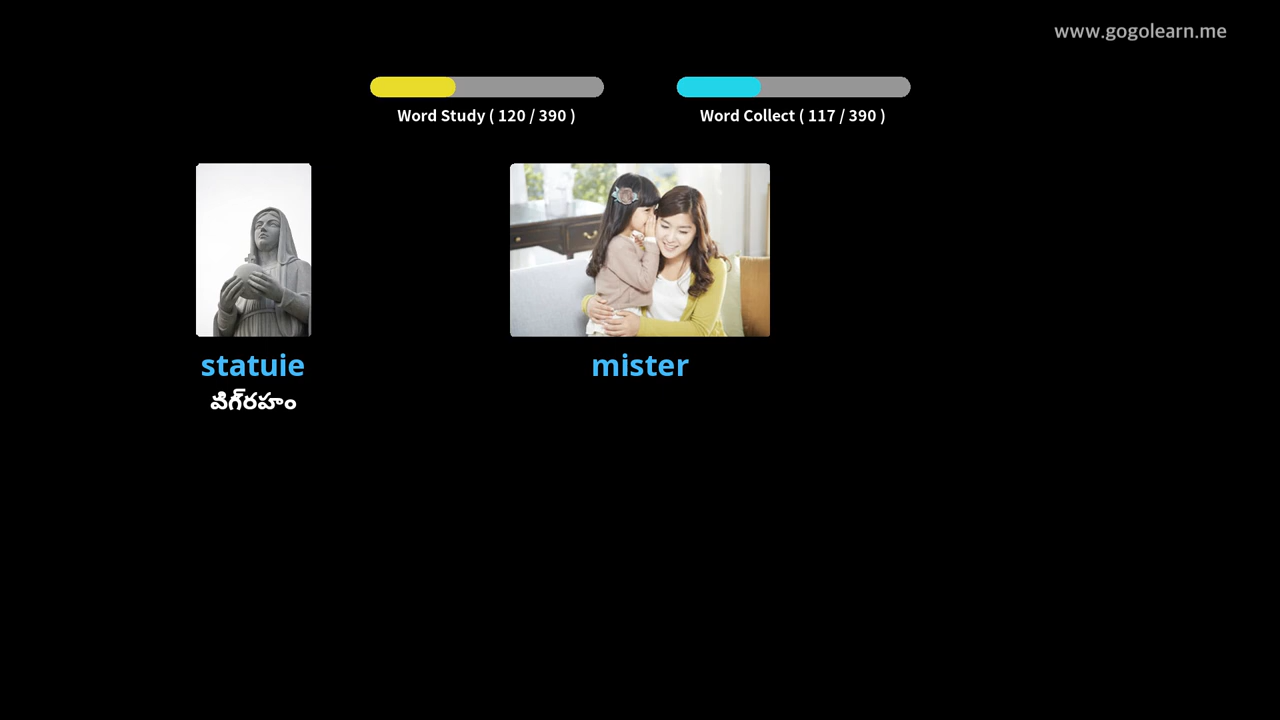 www.gogolearn.me
Word Study ( 120 / 390 )
Word Collect ( 117 / 390 )
statuie
mister
విగ్‌రహం